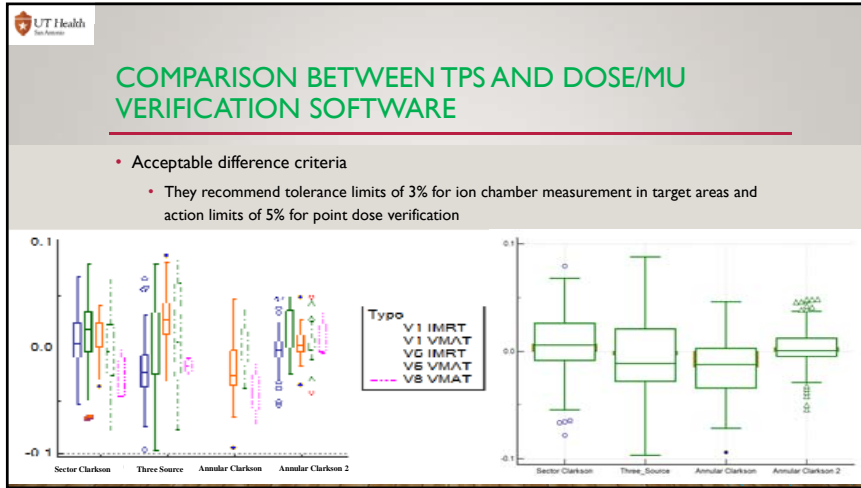 UT Health
San Antonio
COMPARISON BETWEEN TPS AND DOSE/MU
VERIFICATION SOFTWARE
• Acceptable difference criteria
• They recommend tolerance limits of 3% for ion chamber measurement in target areas and
action limits of 5% for point dose verification
0.1
0.0
-0.1
Sector Clarkson
Three Source
Annular Clarkson
Annular Clarkson 2
Typo
V1 IMRT
V1 VMAT
V6 IMRT
V6 VMAT
V8 VMAT
0.1
0.0
-0.1
Sector Clarkson
Three_Source
Annular Clarkson
Annular Clarkson 2